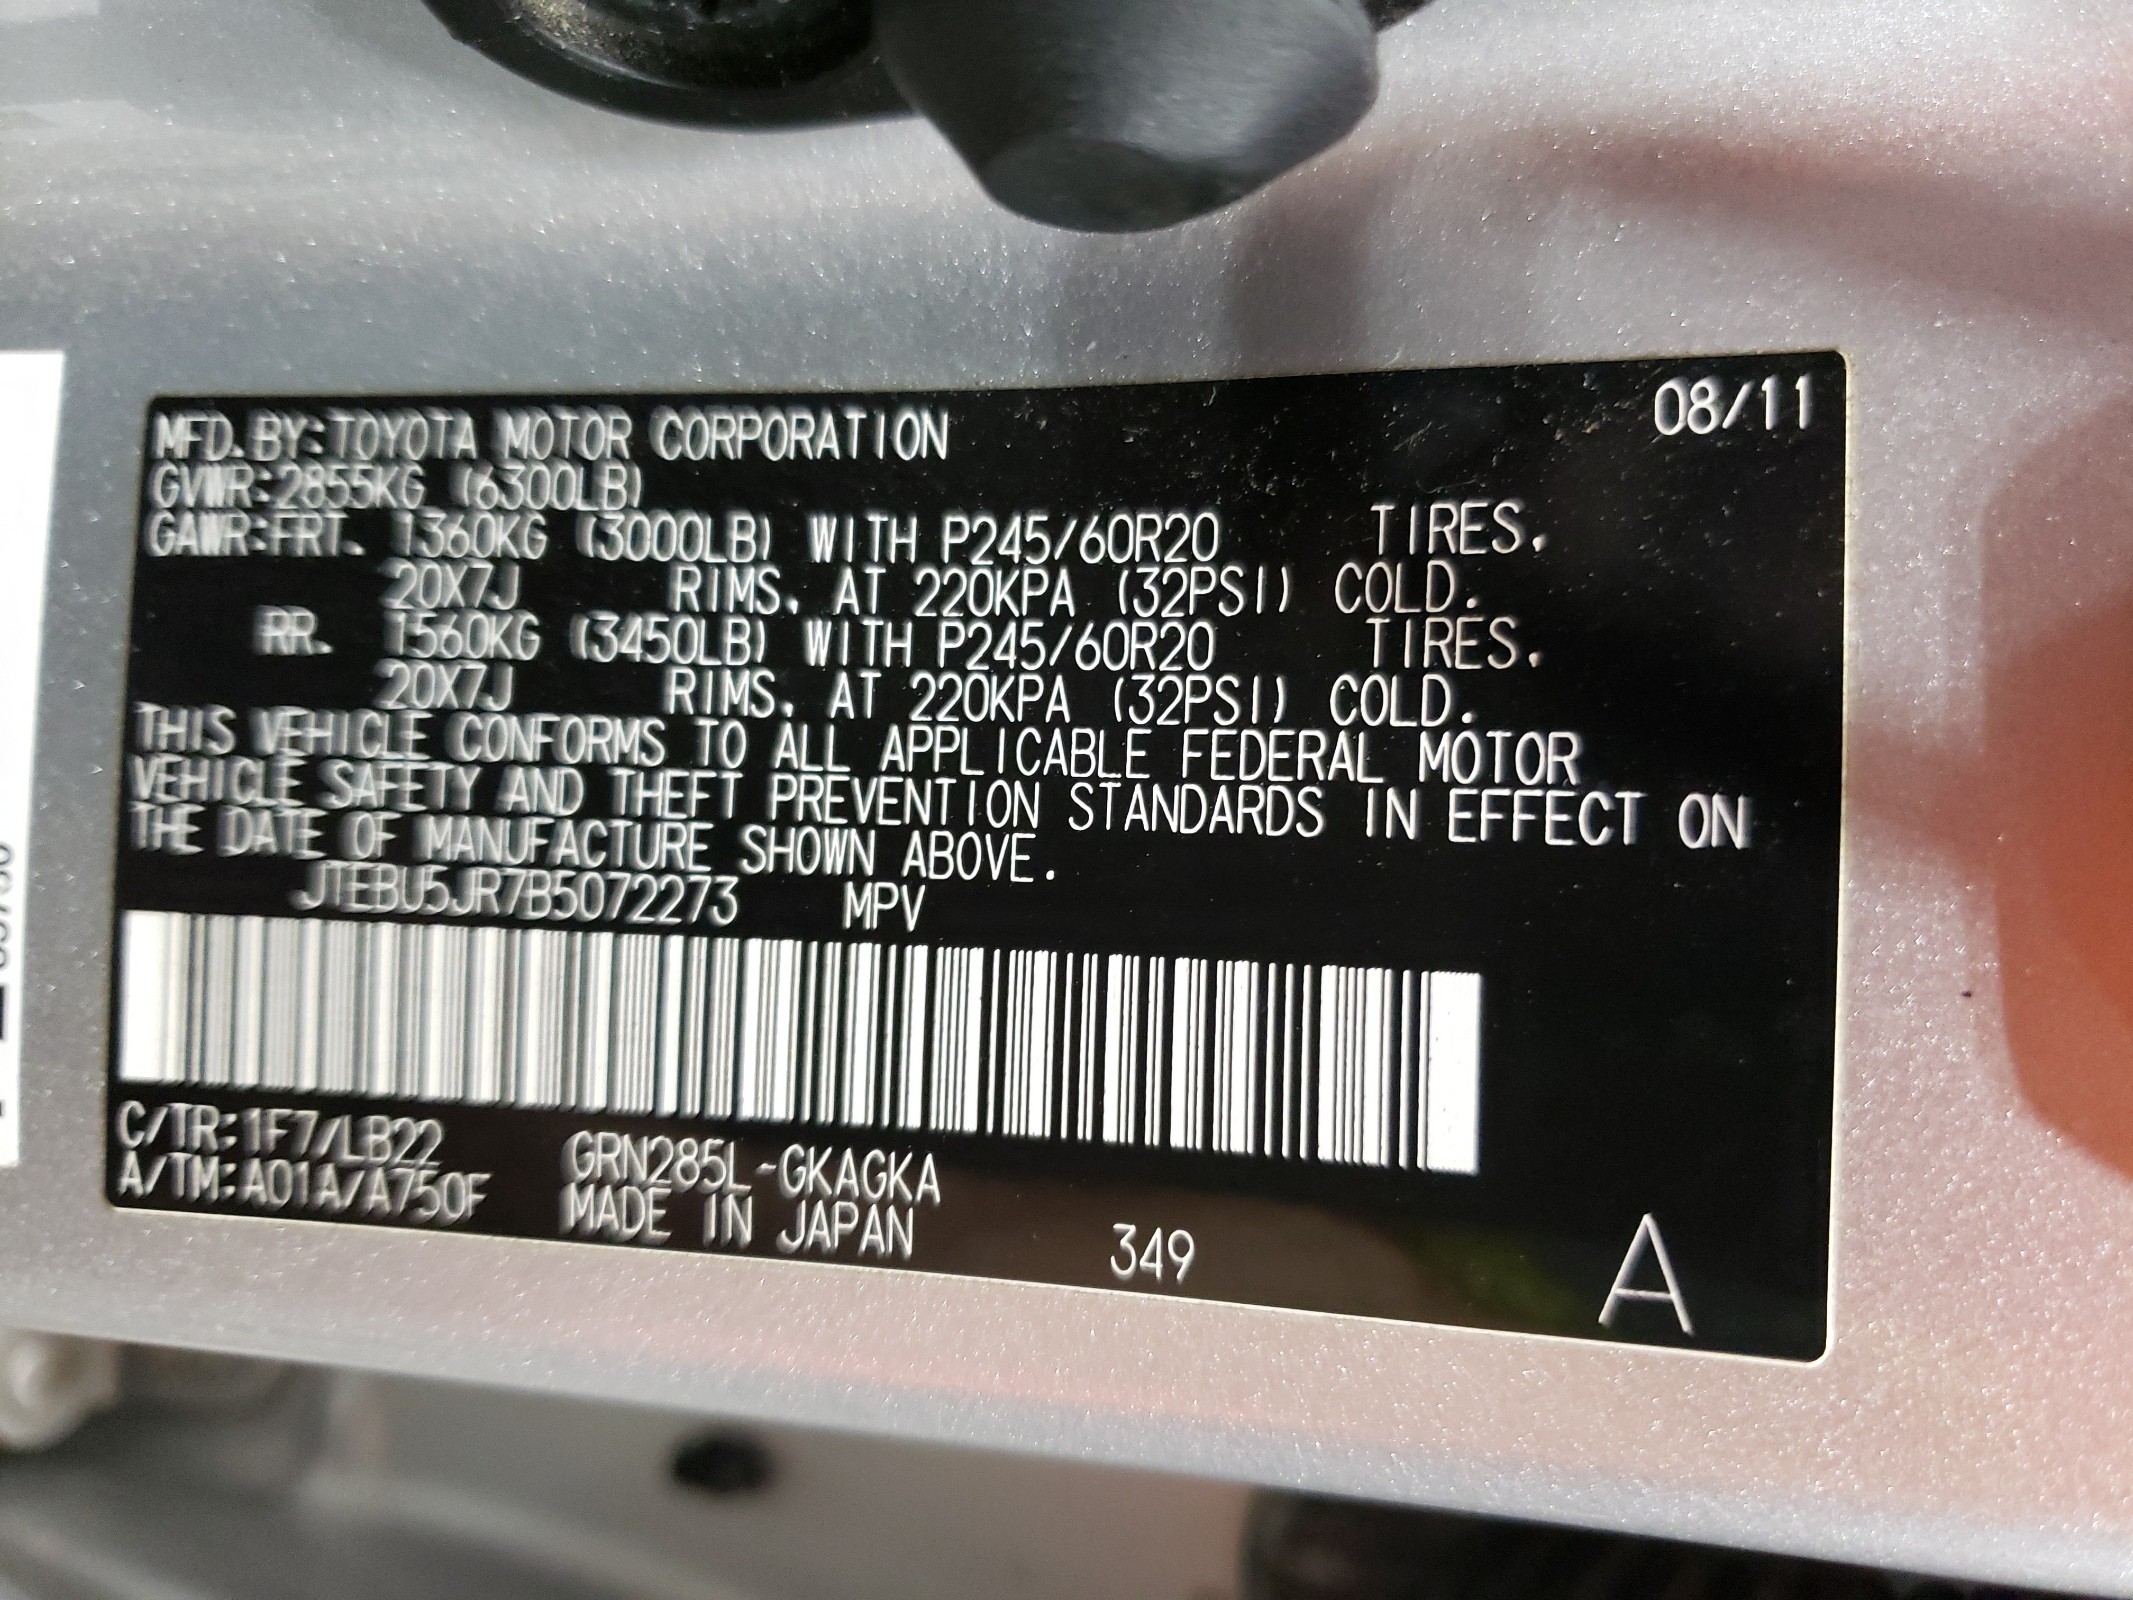 08/11
MFD. BY: TOYOTA MOTOR CORPORATION
GVWR: 2855KG (6300LB)
GAWR: FRT. 1360KG (3000LB) WITH P245/60R20 TIRES.
20X7J RIMS. AT 220KPA (32PSI) COLD.
RR. 1560KG (3450LB) WITH P245/60R20 TIRES.
20X7J RIMS. AT 220KPA (32PSI) COLD.
THIS VEHICLE CONFORMS TO ALL APPLICABLE FEDERAL MOTOR
VEHICLE SAFETY AND THEFT PREVENTION STANDARDS IN EFFECT ON
THE DATE OF MANUFACTURE SHOWN ABOVE.
JTEBU5JR7B5072273 MPV
C/TR: 1F7/LB22 GRN285L-GKAGKA
A/TM: A01A/A750F MADE IN JAPAN 349 A